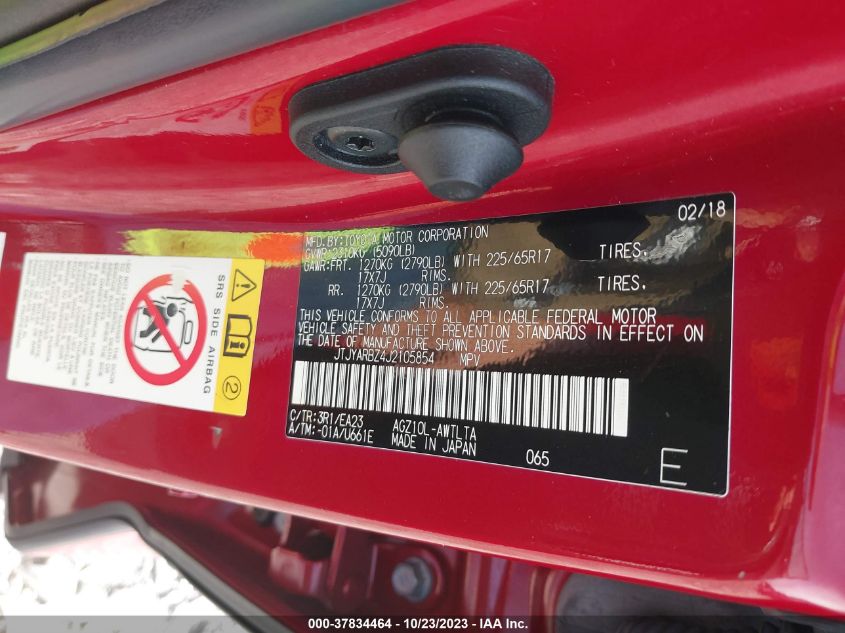 02/18
MFD.BY:TOYOTA MOTOR CORPORATION
GVWR:2310KG (5090LB)
GAWR:FRT. 1270KG (2790LB) WITH 225/65R17 TIRES.
17X7J RIMS.
RR. 1270KG (2790LB) WITH 225/65R17 TIRES.
17X7J RIMS.
THIS VEHICLE CONFORMS TO ALL APPLICABLE FEDERAL MOTOR
VEHICLE SAFETY AND THEFT PREVENTION STANDARDS IN EFFECT ON
THE DATE OF MANUFACTURE SHOWN ABOVE.
JTJYARBZ4J2105854 MPV
C/TR:3R1/EA23 AGZ10L-AWTLTA
A/TM:-01A/U661E MADE IN JAPAN
065
E
SRS SIDE AIRBAG
2
000-37834464 - 10/23/2023 - IAA Inc.